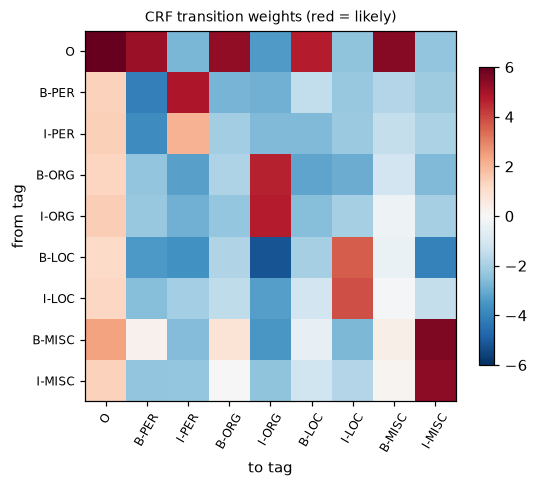 CRF transition weights (red = likely)
O
B-PER
I-PER
B-ORG
I-ORG
B-LOC
I-LOC
B-MISC
I-MISC
from tag
O
B-PER
I-PER
B-ORG
I-ORG
B-LOC
I-LOC
B-MISC
I-MISC
to tag
6
4
2
0
−2
−4
−6